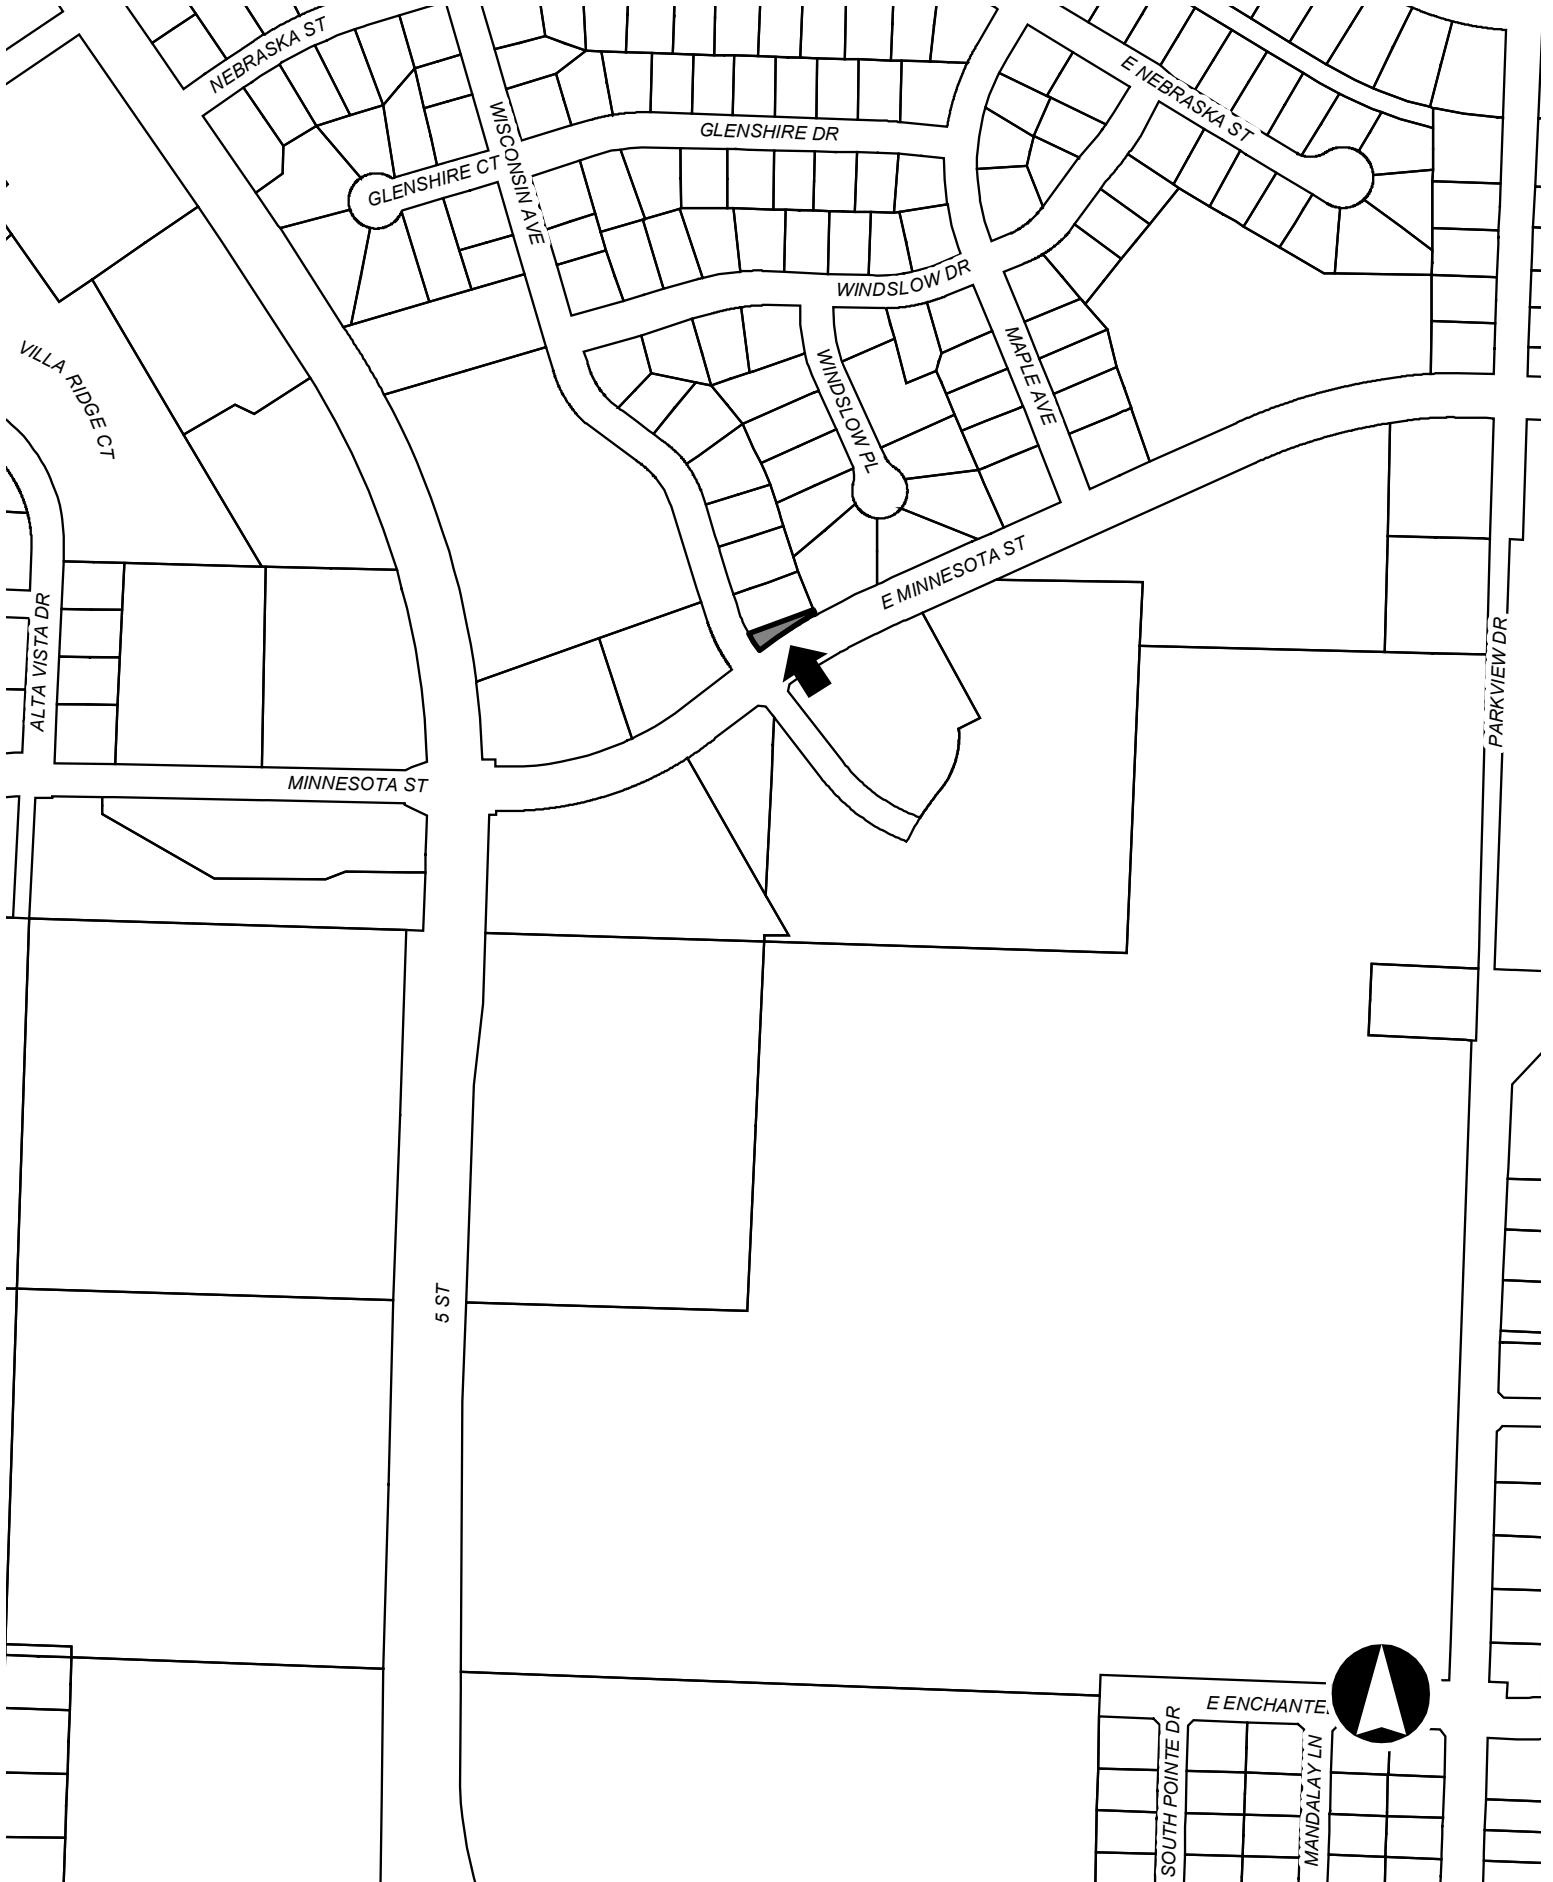 NEBRASKA ST
E NEBRASKA ST
WISCONSIN AVE
GLENSHIRE DR
GLENSHIRE CT
WINDSLOW DR
VILLA RIDGE CT
WINDSLOW PL
MAPLE AVE
E MINNESOTA ST
ALTA VISTA DR
PARKVIEW DR
MINNESOTA ST
5 ST
E ENCHANTE
SOUTH POINTE DR
MANDALAY LN